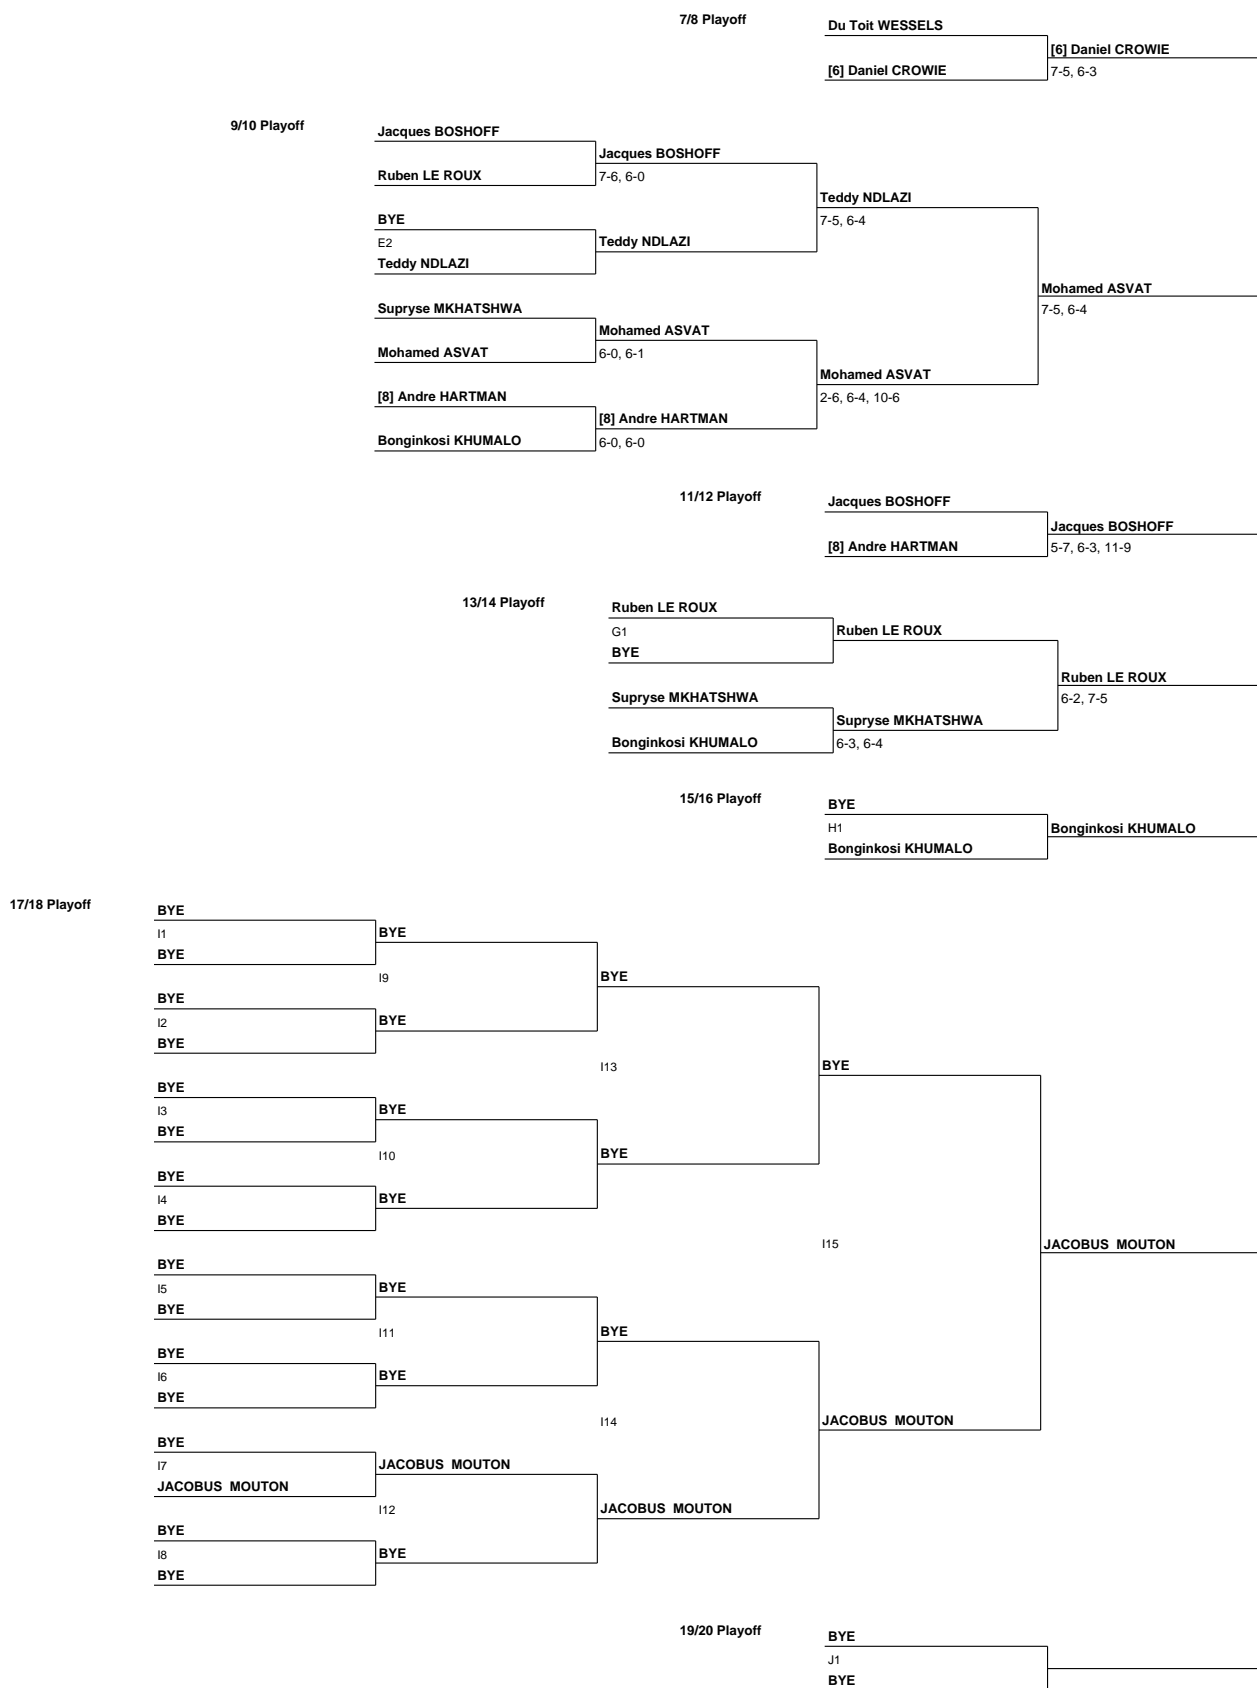 7/8 Playoff
Du Toit WESSELS
[6] Daniel CROWIE
[6] Daniel CROWIE
7-5, 6-3
9/10 Playoff
Jacques BOSHOFF
Jacques BOSHOFF
Ruben LE ROUX
7-6, 6-0
Teddy NDLAZI
BYE
7-5, 6-4
E2
Teddy NDLAZI
Teddy NDLAZI
Mohamed ASVAT
Supryse MKHATSHWA
7-5, 6-4
Mohamed ASVAT
Mohamed ASVAT
6-0, 6-1
Mohamed ASVAT
[8] Andre HARTMAN
2-6, 6-4, 10-6
[8] Andre HARTMAN
Bonginkosi KHUMALO
6-0, 6-0
11/12 Playoff
Jacques BOSHOFF
Jacques BOSHOFF
[8] Andre HARTMAN
5-7, 6-3, 11-9
13/14 Playoff
Ruben LE ROUX
G1
Ruben LE ROUX
BYE
Ruben LE ROUX
Supryse MKHATSHWA
6-2, 7-5
Supryse MKHATSHWA
Bonginkosi KHUMALO
6-3, 6-4
15/16 Playoff
BYE
H1
Bonginkosi KHUMALO
Bonginkosi KHUMALO
17/18 Playoff
BYE
I1
BYE
BYE
I9
BYE
BYE
I2
BYE
BYE
I13
BYE
BYE
I3
BYE
BYE
I10
BYE
BYE
I4
BYE
BYE
I15
JACOBUS MOUTON
BYE
I5
BYE
BYE
I11
BYE
BYE
I6
BYE
BYE
I14
JACOBUS MOUTON
BYE
I7
JACOBUS MOUTON
JACOBUS MOUTON
I12
JACOBUS MOUTON
BYE
I8
BYE
BYE
19/20 Playoff
BYE
J1
BYE